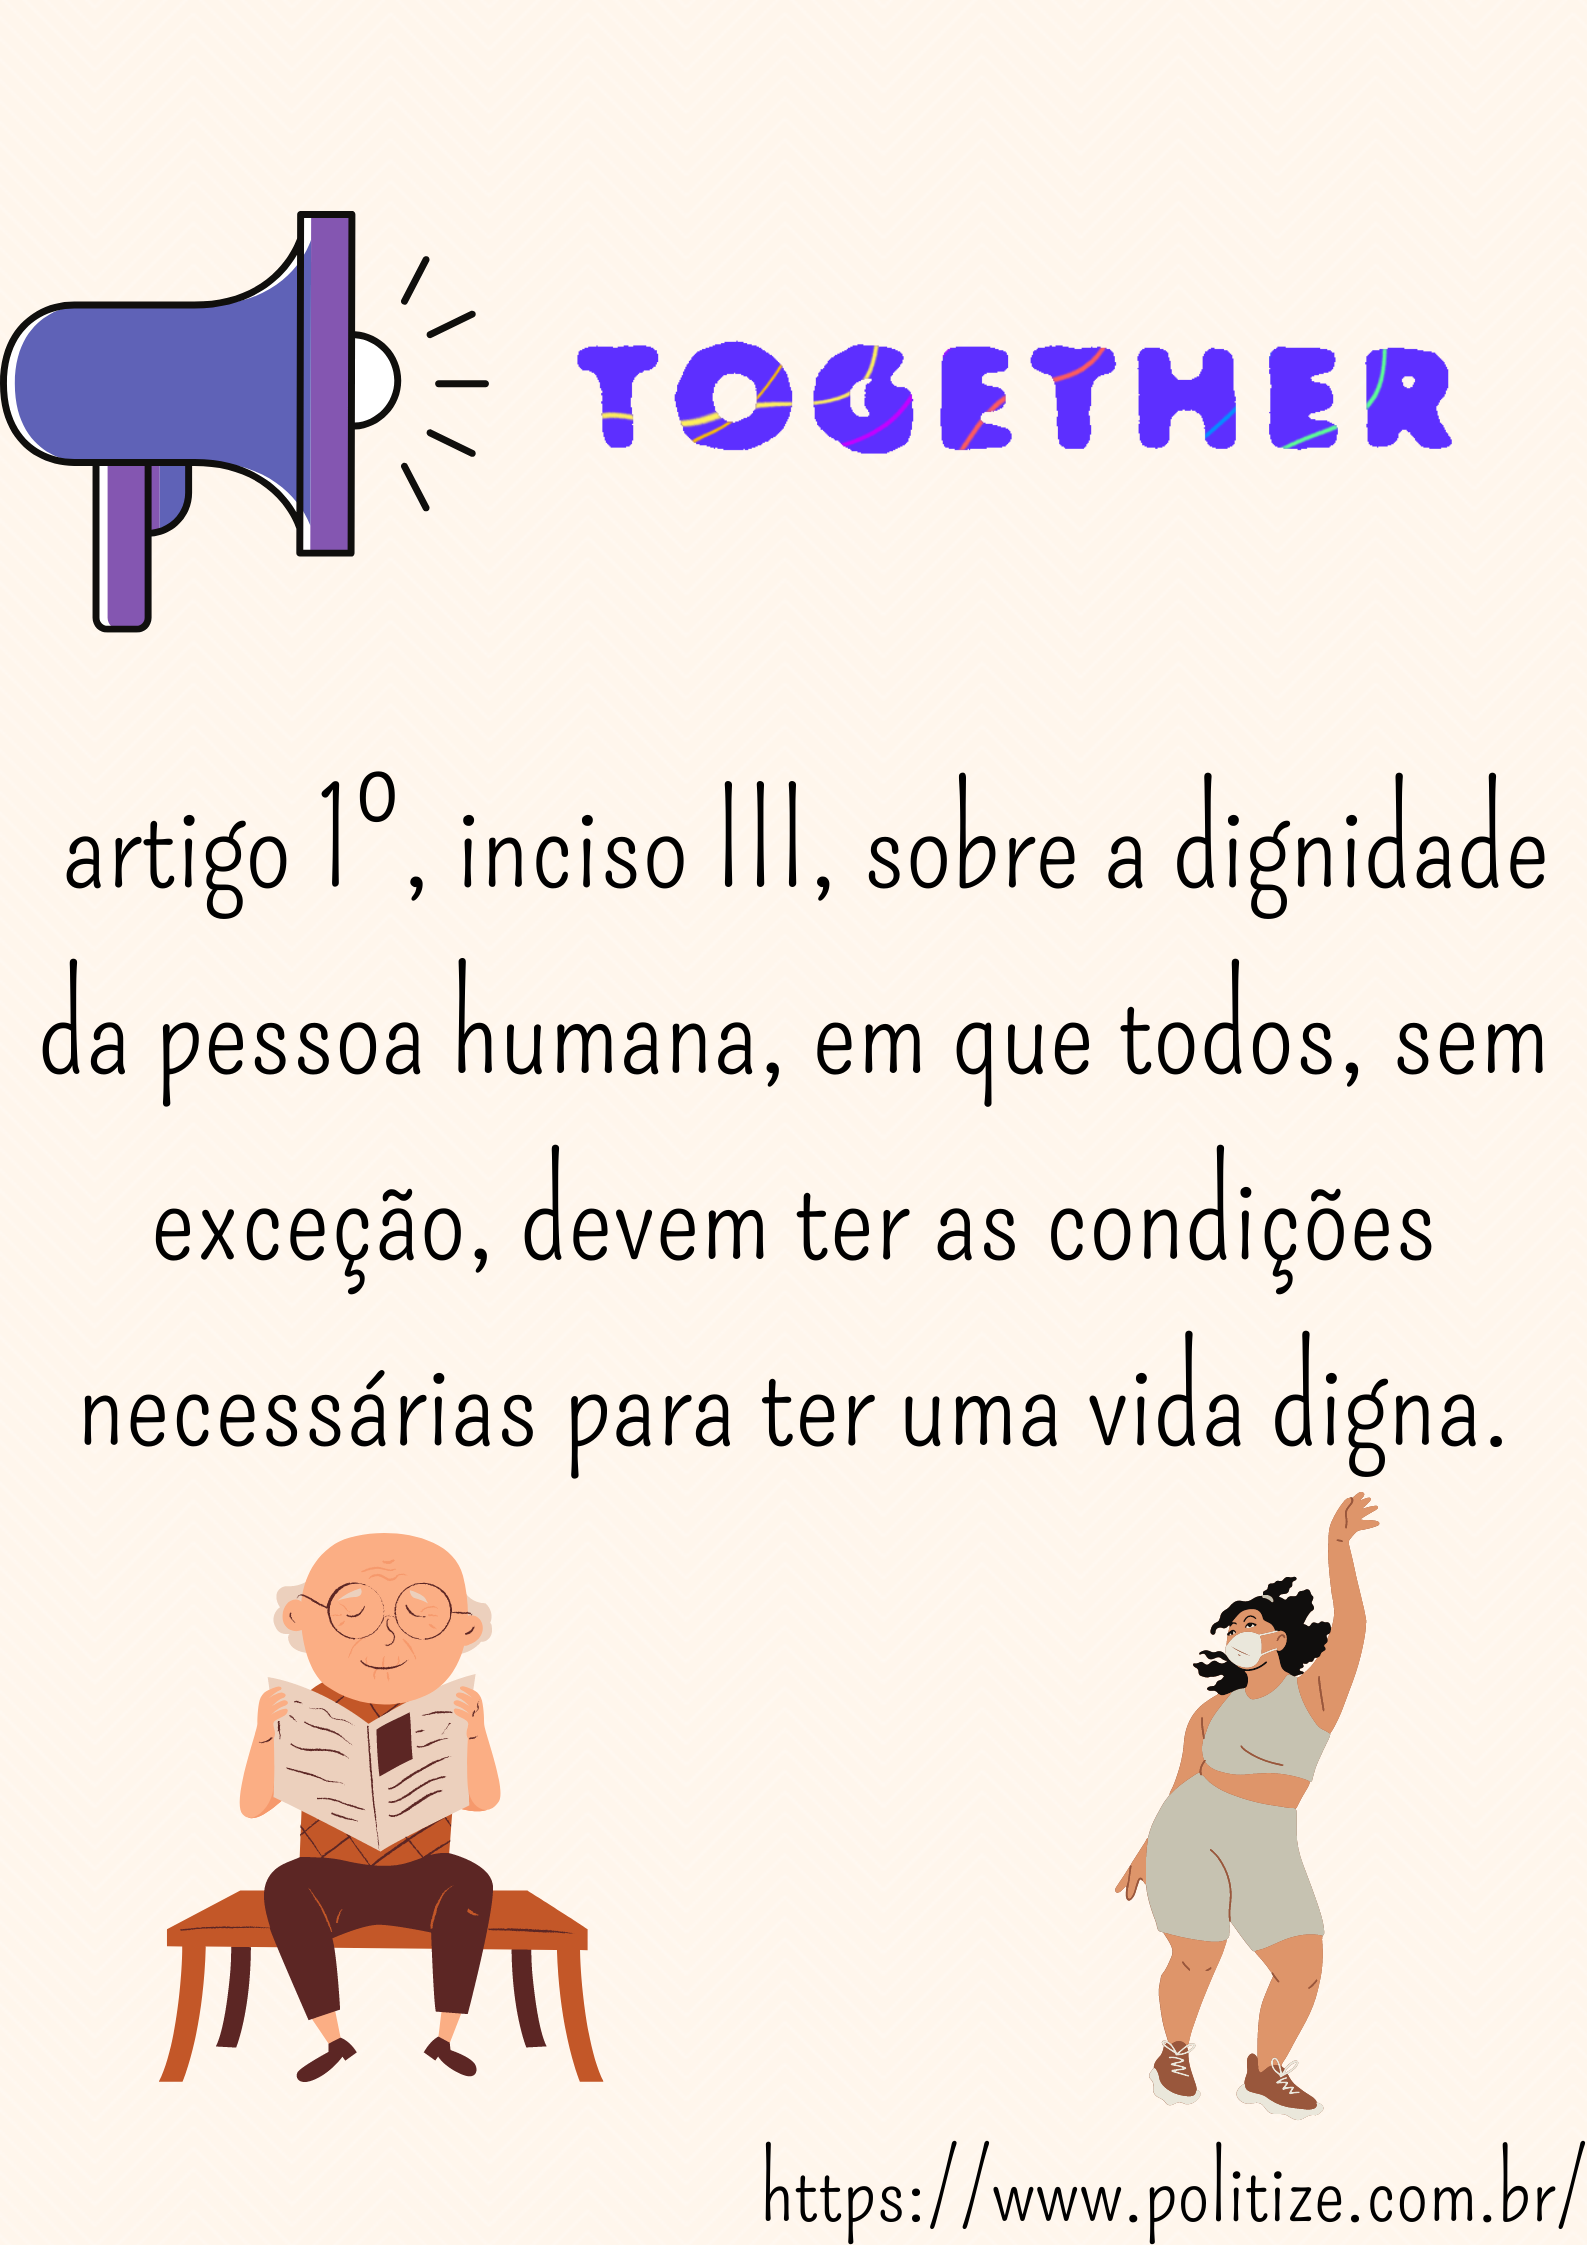 TOGETHER
artigo 1º, inciso III, sobre a dignidade
da pessoa humana, em que todos, sem
exceção, devem ter as condições
necessárias para ter uma vida digna.
https://www.politize.com.br/